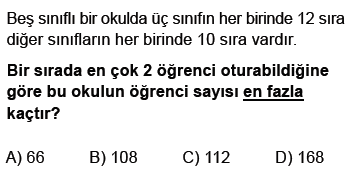 Beş sınıflı bir okulda üç sınıfın her birinde 12 sıra
diğer sınıfların her birinde 10 sıra vardır.
Bir sırada en çok 2 öğrenci oturabildiğine
göre bu okulun öğrenci sayısı en fazla
kaçtır?
A) 66 B) 108 C) 112 D) 168